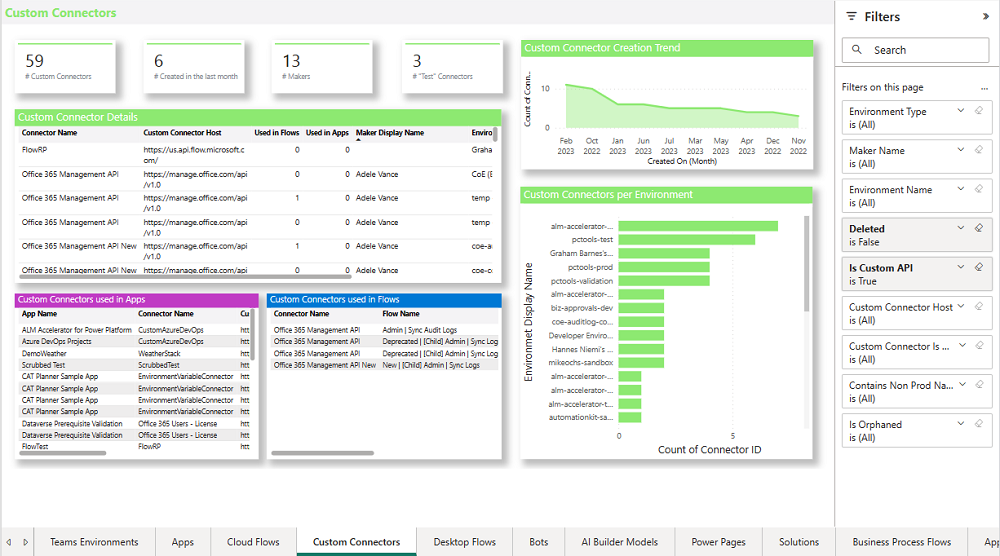 Custom Connectors
59
# Custom Connectors
6
# Created in the last month
13
# Makers
3
# "Test" Connectors
Custom Connector Details
Connector Name Custom Connector Host Used in Flows Used in Apps Maker Display Name Enviro
FlowRP https://us.api.flow.microsoft.c 0 0 Graha
om/
Office 365 Management API https://manage.office.com/api 0 0 Adele Vance CoE (E
/v1.0
Office 365 Management API https://manage.office.com/api 1 0 Adele Vance temp
/v1.0
Office 365 Management API https://manage.office.com/api 0 0 Adele Vance temp
/v1.0
Office 365 Management API New https://manage.office.com/api 1 0 Adele Vance coe-a
/v1.0
Office 365 Management API New https://manage.office.com/api 0 0 Adele Vance coe-c
Custom Connectors used in Apps
App Name Connector Name Cu
ALM Accelerator for Power Platform CustomAzureDevOps htt
Azure DevOps Projects CustomAzureDevOps htt
DemoWeather WeatherStack htt
Scrubbed Test ScrubbedTest htt
CAT Planner Sample App EnvironmentVariableConnector htt
CAT Planner Sample App EnvironmentVariableConnector htt
CAT Planner Sample App EnvironmentVariableConnector htt
CAT Planner Sample App EnvironmentVariableConnector htt
Dataverse Prerequisite Validation Office 365 Users - License htt
Dataverse Prerequisite Validation Office 365 Users - License htt
FlowTest FlowRP htt
Custom Connectors used in Flows
Connector Name Flow Name
Office 365 Management API Admin | Sync Audit Logs
Office 365 Management API Deprecated | [Child] Admin | Sync Log
Office 365 Management API Deprecated | [Child] Admin | Sync Log
Office 365 Management API New New | [Child] Admin | Sync Logs
Custom Connector Creation Trend
Count of Conn...
10
0
Feb Oct Jan Jun Jul Mar May Apr Dec Nov
2023 2022 2023 2023 2023 2023 2023 2023 2022 2022
Created On (Month)
Custom Connectors per Environment
Environmet Display Name
alm-accelerator-...
pctools-test
Graham Barnes's...
pctools-prod
pctools-validation
alm-accelerator-...
biz-approvals-dev
coe-auditlog-co...
Developer Enviro...
Hannes Niemi's ...
mikeochs-sandbox
alm-accelerator-...
alm-accelerator-t...
alm-accelerator-...
automationkit-sa...
0 5
Count of Connector ID
Filters
Search
Filters on this page ...
Environment Type
is (All)
Maker Name
is (All)
Environment Name
is (All)
Deleted
is False
Is Custom API
is True
Custom Connector Host
is (All)
Custom Connector Is ...
is (All)
Contains Non Prod Na...
is (All)
Is Orphaned
is (All)
Teams Environments Apps Cloud Flows Custom Connectors Desktop Flows Bots AI Builder Models Power Pages Solutions Business Process Flows App